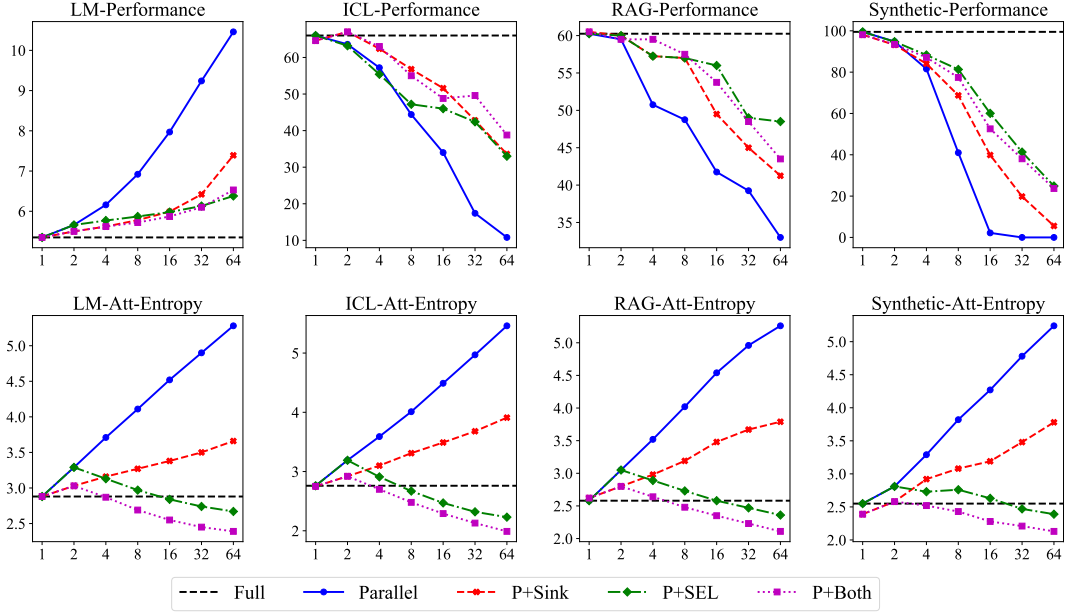 LM-Performance
10
9
8
7
6
1 2 4 8 16 32 64
ICL-Performance
60
50
40
30
20
10
1 2 4 8 16 32 64
RAG-Performance
60
55
50
45
40
35
1 2 4 8 16 32 64
Synthetic-Performance
100
80
60
40
20
0
1 2 4 8 16 32 64
LM-Att-Entropy
5.0
4.5
4.0
3.5
3.0
2.5
1 2 4 8 16 32 64
ICL-Att-Entropy
5
4
3
2
1 2 4 8 16 32 64
RAG-Att-Entropy
5.0
4.5
4.0
3.5
3.0
2.5
2.0
1 2 4 8 16 32 64
Synthetic-Att-Entropy
5.0
4.5
4.0
3.5
3.0
2.5
2.0
1 2 4 8 16 32 64
Full Parallel P+Sink P+SEL P+Both